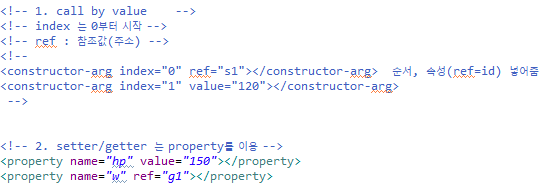 <!-- 1. call by value    -->
<!-- index 는 0부터 시작 -->
<!-- ref : 참조값(주소) -->
<!--
<constructor-arg index="0" ref="s1"></constructor-arg>  순서, 속성(ref=id) 넣어줌
<constructor-arg index="1" value="120"></constructor-arg>
-->
<!-- 2. setter/getter 는 property를 이용 -->
<property name="hp" value="150"></property>
<property name="w" ref="g1"></property>